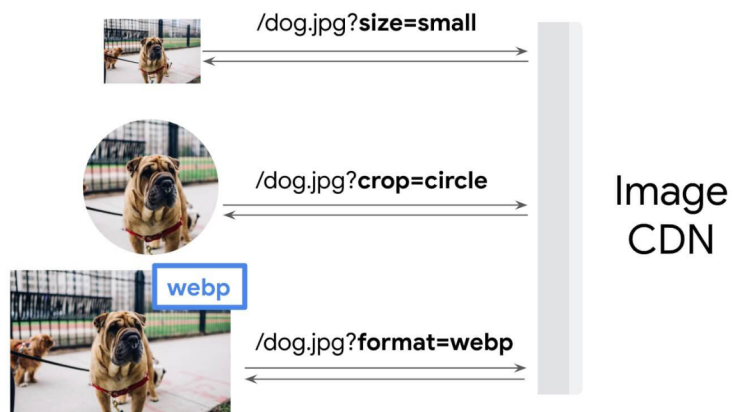 /dog.jpg?size=small
/dog.jpg?crop=circle
Image
CDN
webp
/dog.jpg?format=webp